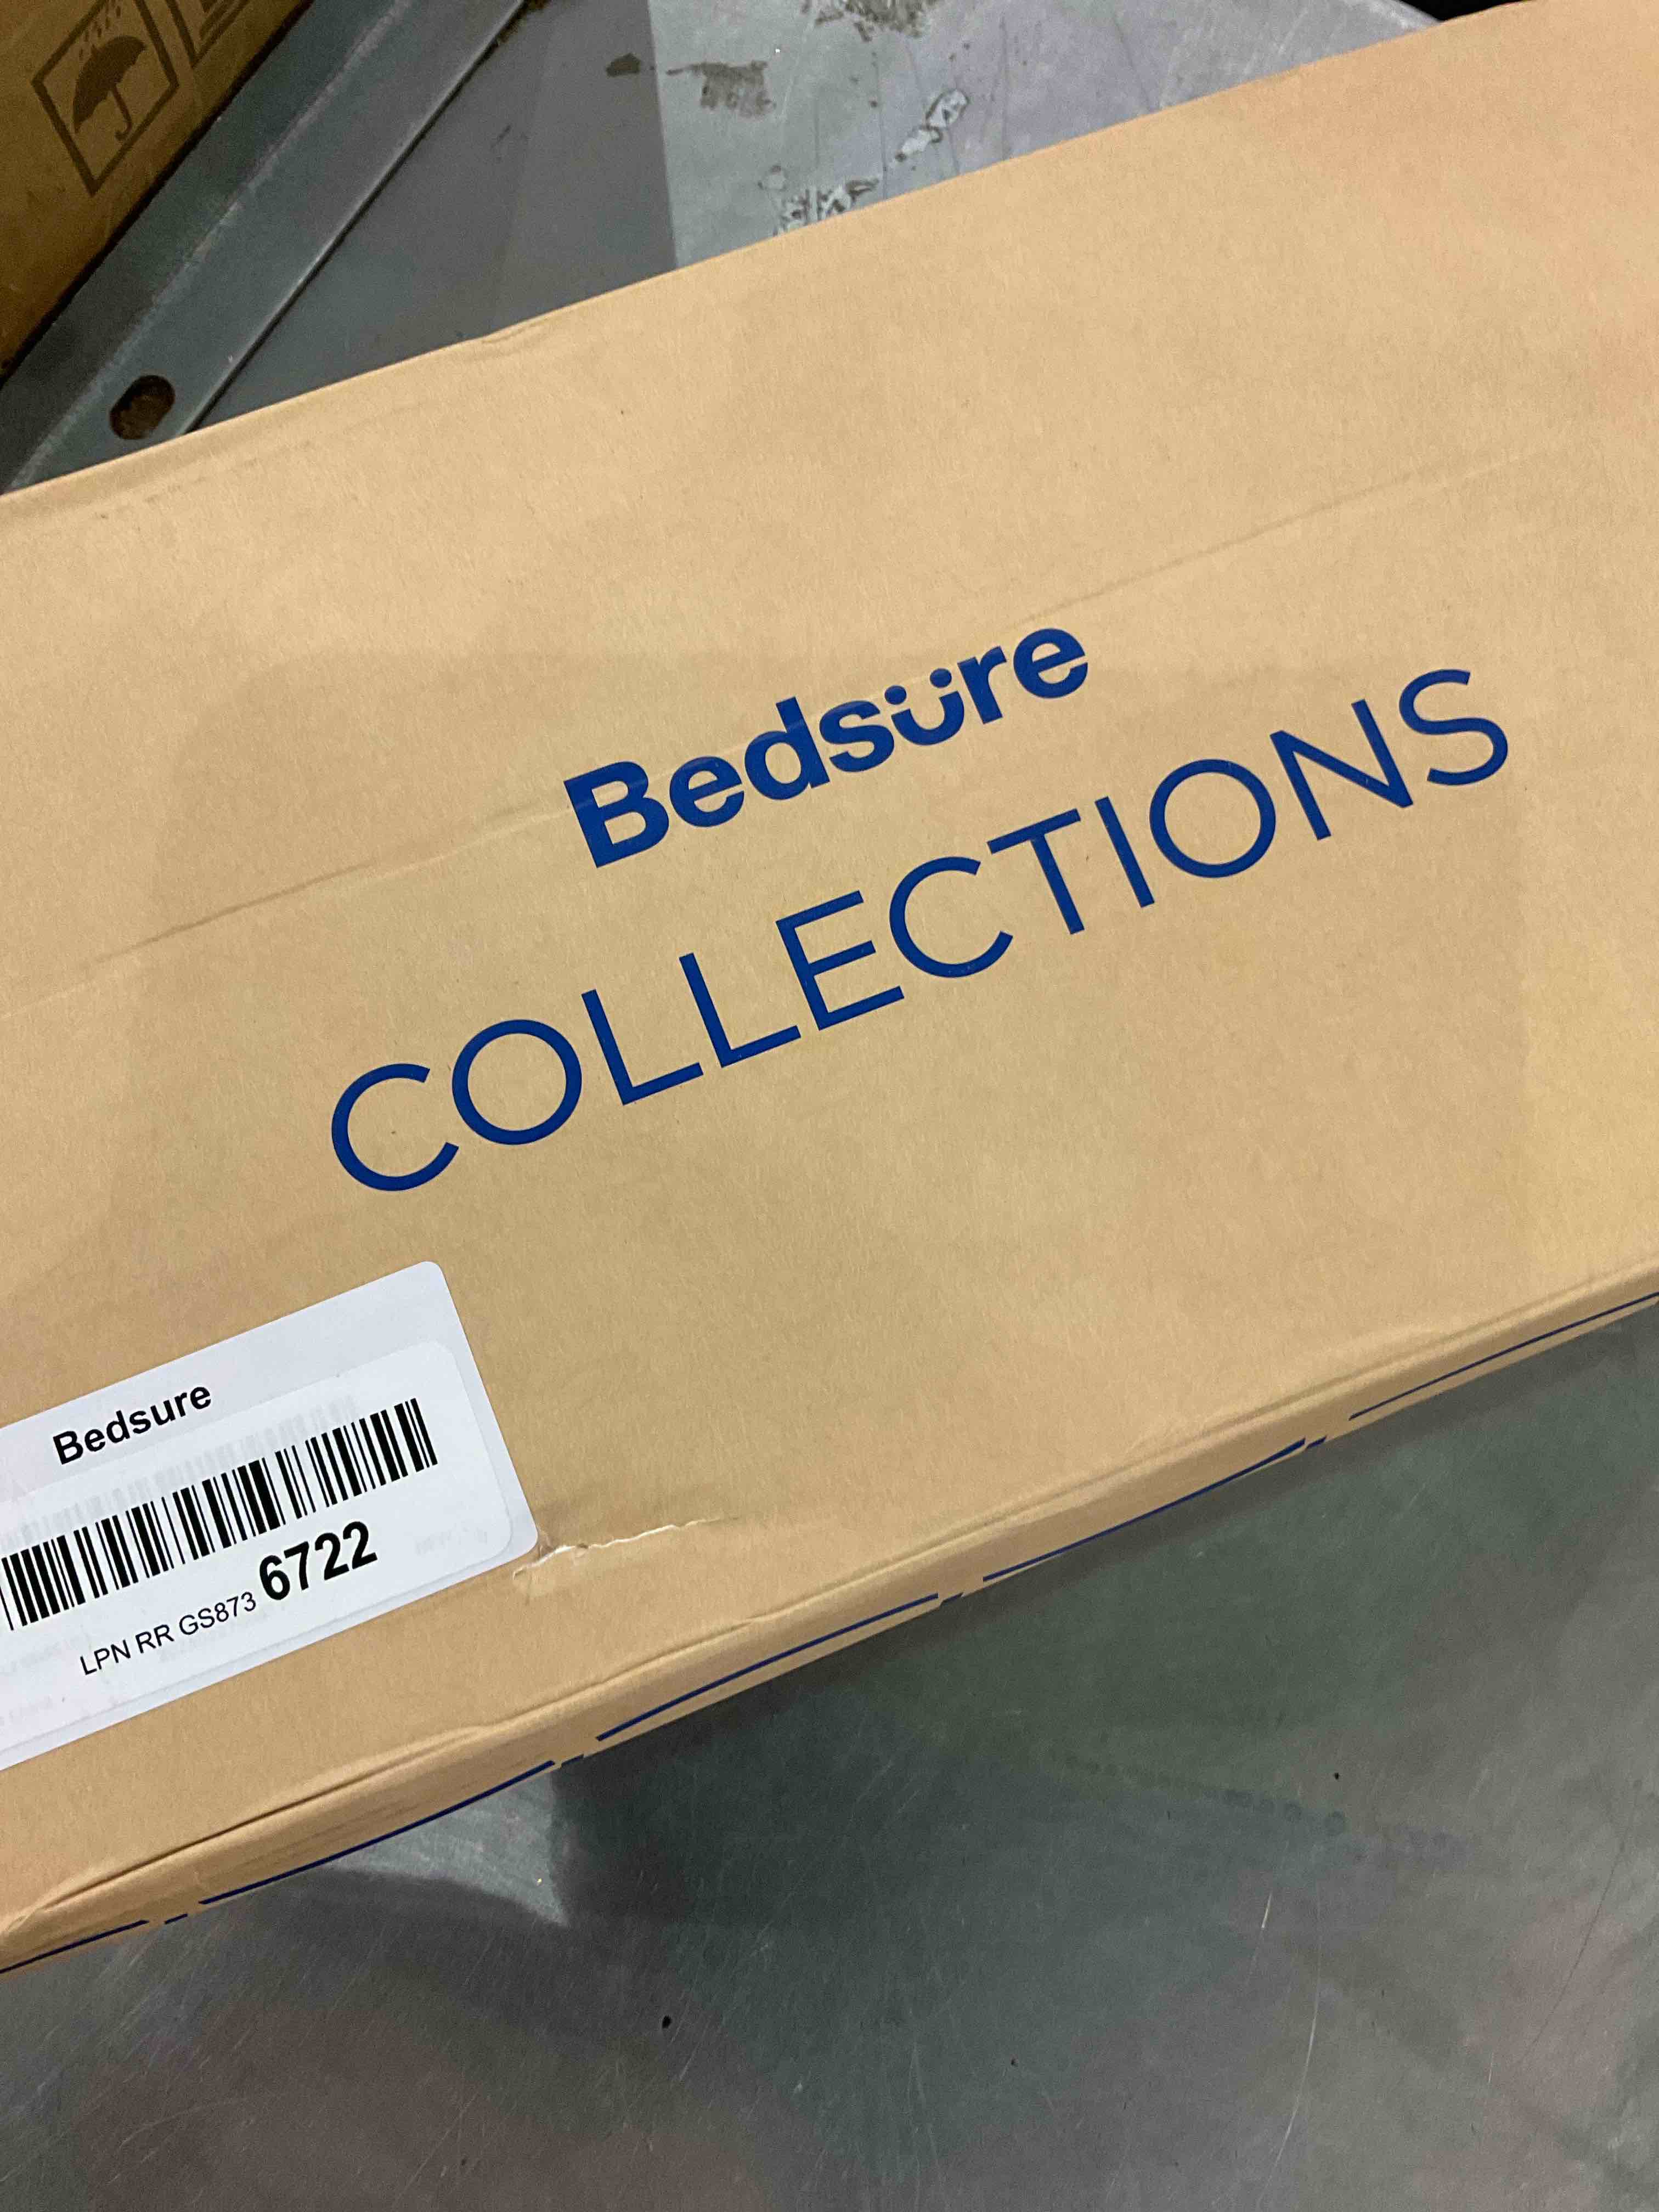 Bedsure
COLLECTIONS
Bedsure
LPN RR GS873 6722